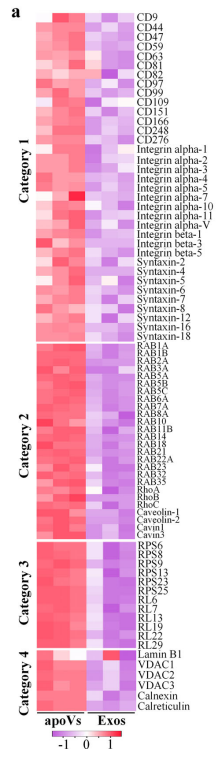 a
Category 1
CD9
CD44
CD47
CD59
CD63
CD81
CD82
CD97
CD99
CD109
CD151
CD166
CD248
CD276
Integrin alpha-1
Integrin alpha-2
Integrin alpha-3
Integrin alpha-4
Integrin alpha-5
Integrin alpha-7
Integrin alpha-10
Integrin alpha-11
Integrin alpha-V
Integrin beta-1
Integrin beta-3
Integrin beta-5
Syntaxin-2
Syntaxin-4
Syntaxin-5
Syntaxin-6
Syntaxin-7
Syntaxin-8
Syntaxin-12
Syntaxin-16
Syntaxin-18
Category 2
RAB1A
RAB1B
RAB2A
RAB3A
RAB5A
RAB5B
RAB5C
RAB6A
RAB7A
RAB8A
RAB10
RAB11B
RAB14
RAB18
RAB21
RAB22A
RAB23
RAB32
RAB35
RhoA
RhoB
RhoC
Caveolin-1
Caveolin-2
Cavin1
Cavin3
Category 3
RPS6
RPS8
RPS9
RPS13
RPS23
RPS25
RL6
RL7
RL13
RL19
RL22
RL29
Category 4
Lamin B1
VDAC1
VDAC2
VDAC3
Calnexin
Calreticulin
apoVs Exos
-1 0 1